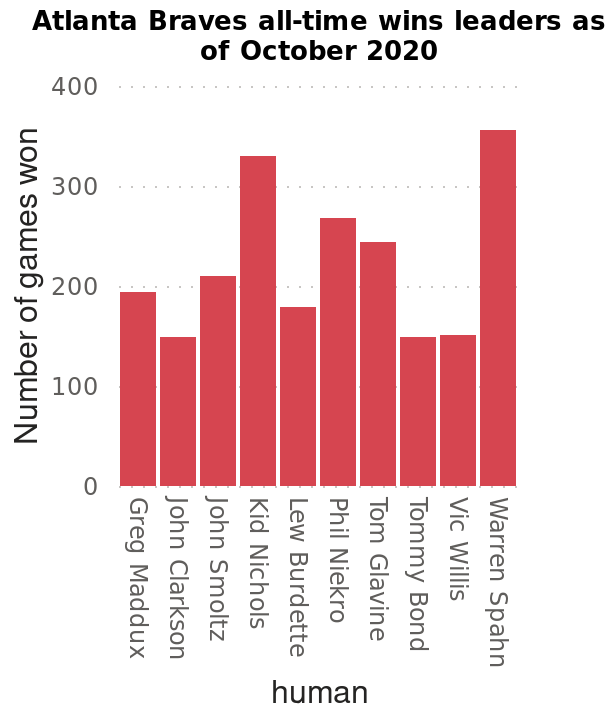 Atlanta Braves all-time wins leaders as
of October 2020
Number of games won
400
300
200
100
0
Greg Maddux
John Clarkson
John Smoltz
Kid Nichols
Lew Burdette
Phil Niekro
Tom Glavine
Tommy Bond
Vic Willis
Warren Spahn
human